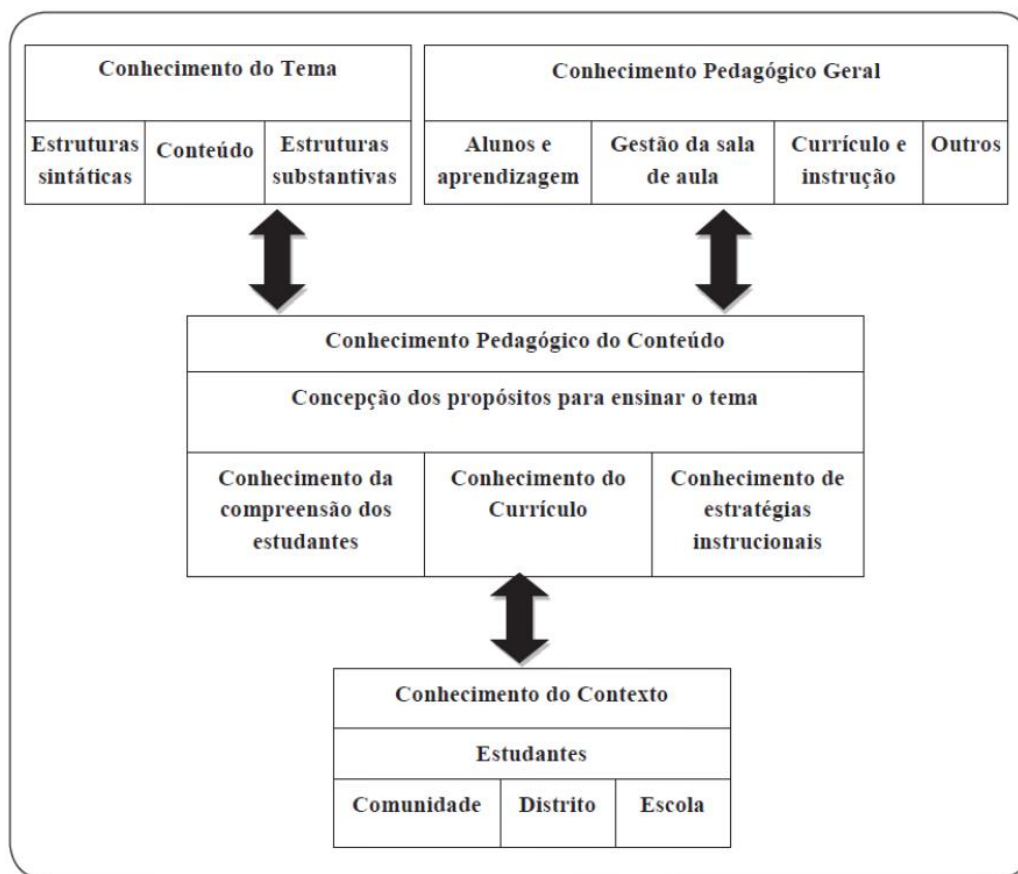 Conhecimento do Tema
Estruturas
sintáticas
Conteúdo
Estruturas
substantivas
Conhecimento Pedagógico Geral
Alunos e
aprendizagem
Gestão da sala
de aula
Currículo e
instrução
Outros
Conhecimento Pedagógico do Conteúdo
Concepção dos propósitos para ensinar o tema
Conhecimento da
compreensão dos
estudantes
Conhecimento do
Currículo
Conhecimento de
estratégias
instrucionais
Conhecimento do Contexto
Estudantes
Comunidade
Distrito
Escola